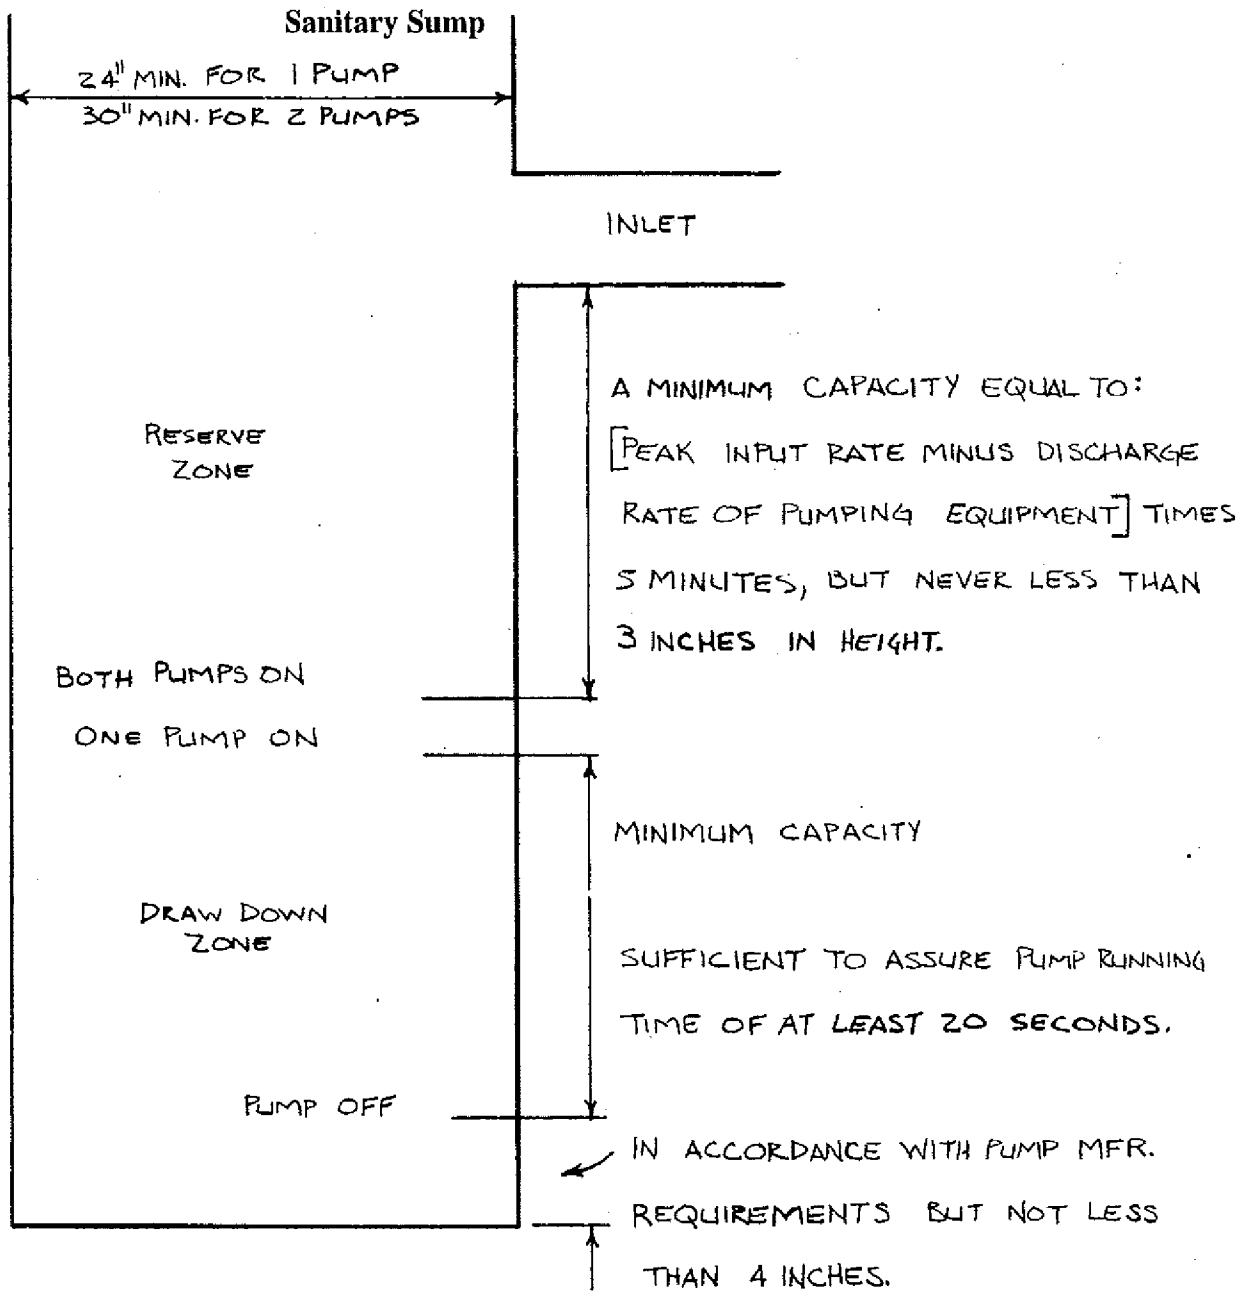 Sanitary Sump
24" MIN. FOR 1 PUMP
30" MIN. FOR 2 PUMPS
INLET
A MINIMUM CAPACITY EQUAL TO:
[PEAK INPUT RATE MINUS DISCHARGE
RATE OF PUMPING EQUIPMENT] TIMES
5 MINUTES, BUT NEVER LESS THAN
3 INCHES IN HEIGHT.
RESERVE
ZONE
BOTH PUMPS ON
ONE PUMP ON
MINIMUM CAPACITY
SUFFICIENT TO ASSURE PUMP RUNNING
TIME OF AT LEAST 20 SECONDS.
DRAW DOWN
ZONE
PUMP OFF
IN ACCORDANCE WITH PUMP MFR.
REQUIREMENTS BUT NOT LESS
THAN 4 INCHES.